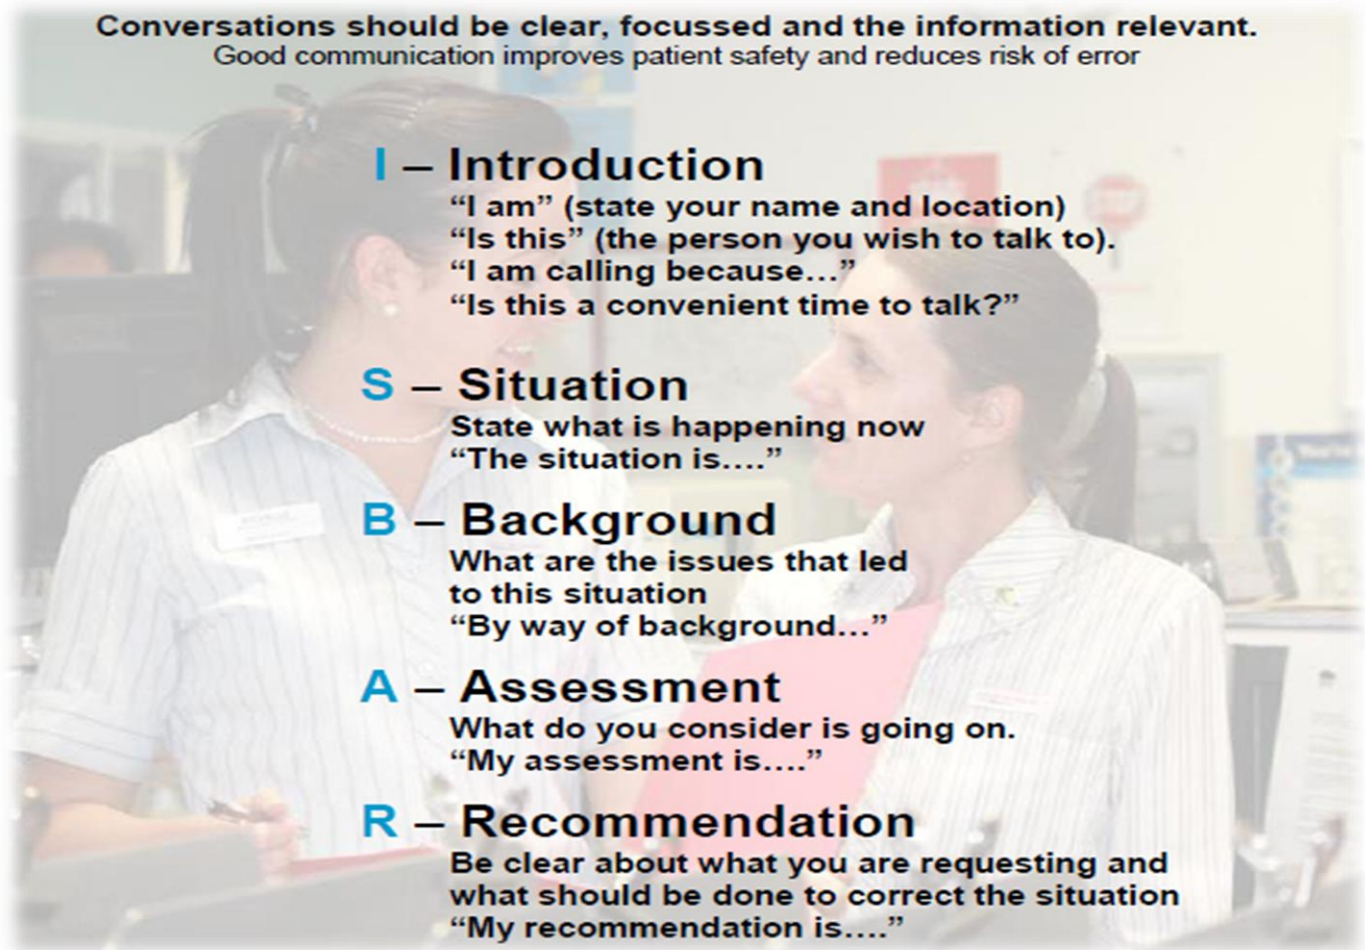 Conversations should be clear, focussed and the information relevant.
Good communication improves patient safety and reduces risk of error
I – Introduction
“I am” (state your name and location)
“Is this” (the person you wish to talk to).
“I am calling because...”
“Is this a convenient time to talk?”
S – Situation
State what is happening now
“The situation is....”
B – Background
What are the issues that led
to this situation
“By way of background...”
A – Assessment
What do you consider is going on.
“My assessment is....”
R – Recommendation
Be clear about what you are requesting and
what should be done to correct the situation
“My recommendation is....”